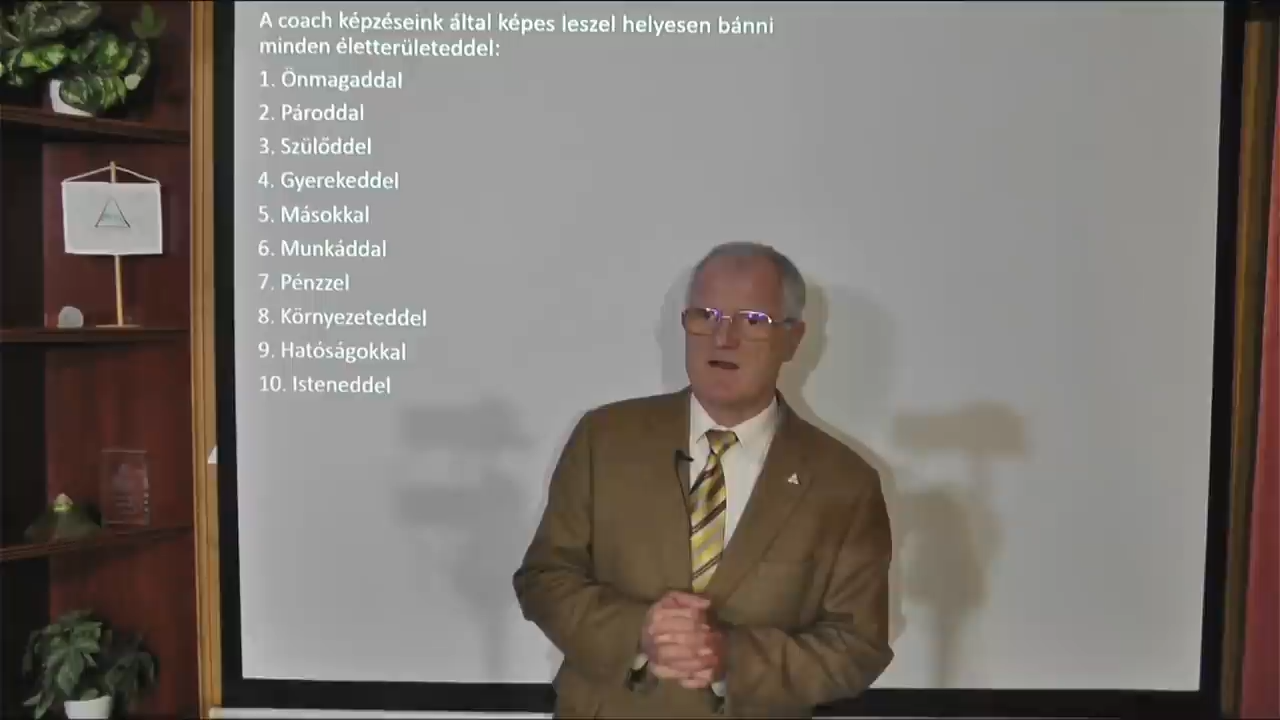 A coach képzéseink által képes leszel helyesen bánni
minden életterületeddel:
1. Önmagaddal
2. Pároddal
3. Szülőddel
4. Gyerekeddel
5. Másokkal
6. Munkáddal
7. Pénzzel
8. Környezeteddel
9. Hatóságokkal
10. Isteneddel